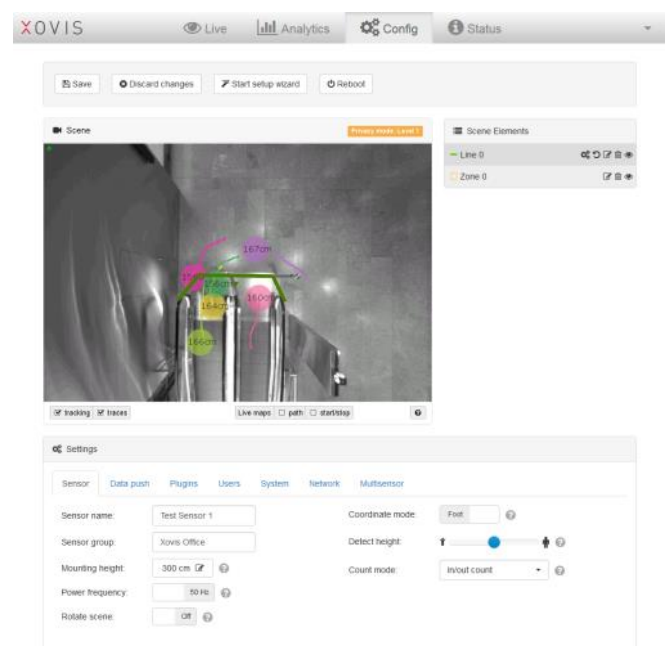 XOVIS Live Analytics Config Status
Save Discard changes Start setup wizard Reboot
Scene Privacy mode: Level 1 Scene Elements
Line 0
Zone 0
167cm
160cm
164cm
166cm
tracking traces Live maps path start/stop
Settings
Sensor Data push Plugins Users System Network Multisensor
Sensor name: Test Sensor 1 Coordinate mode: Foot
Sensor group: Xovis Office Detect height:
Mounting height: 300 cm Count mode: In/out count
Power frequency: 50 Hz
Rotate scene: Off